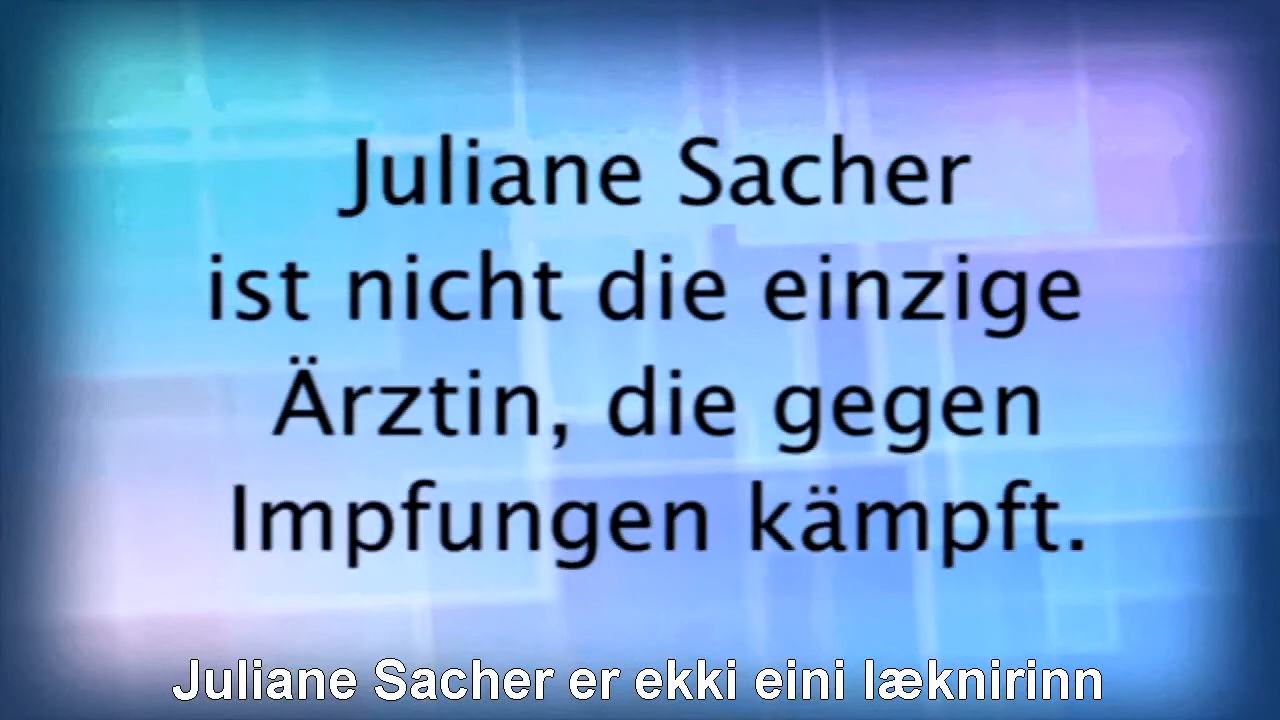 Juliane Sacher
ist nicht die einzige
Ärztin, die gegen
Impfungen kämpft.
Juliane Sacher er ekki eini læknirinn